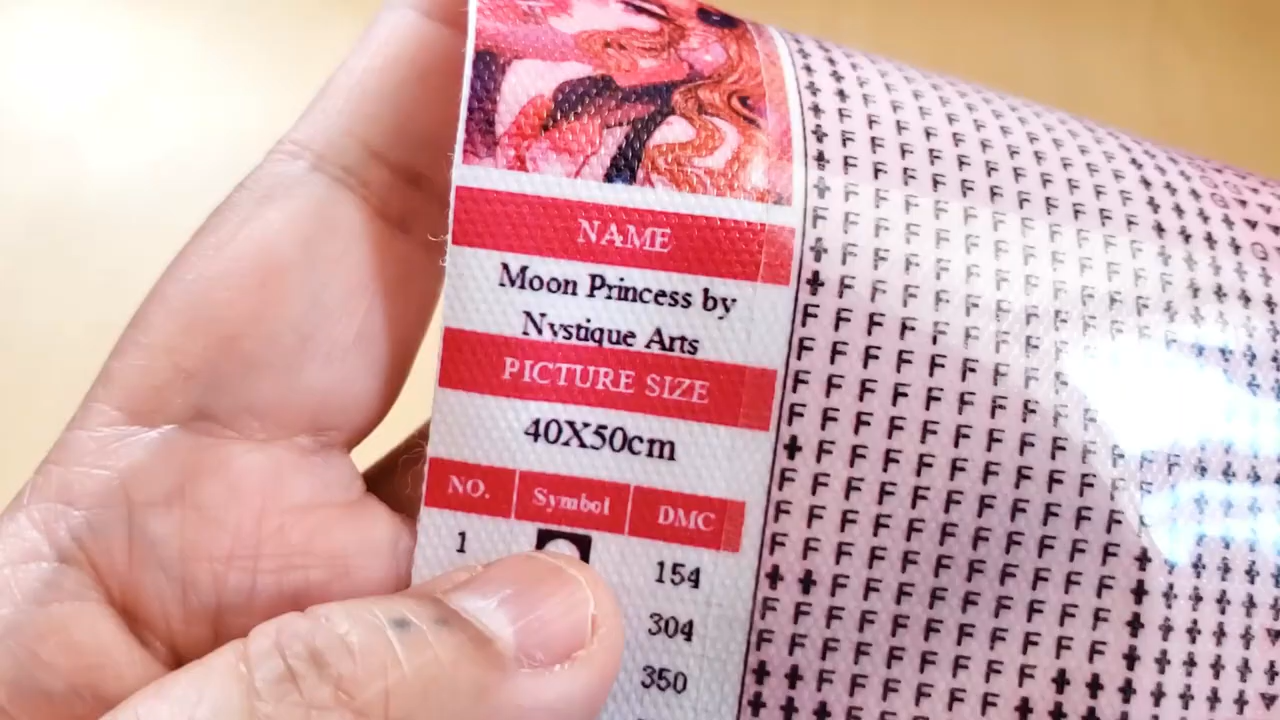 NAME
Moon Princess by
Nystique Arts
PICTURE SIZE
40X50cm
NO. Symbol DMC
1 154
304
350